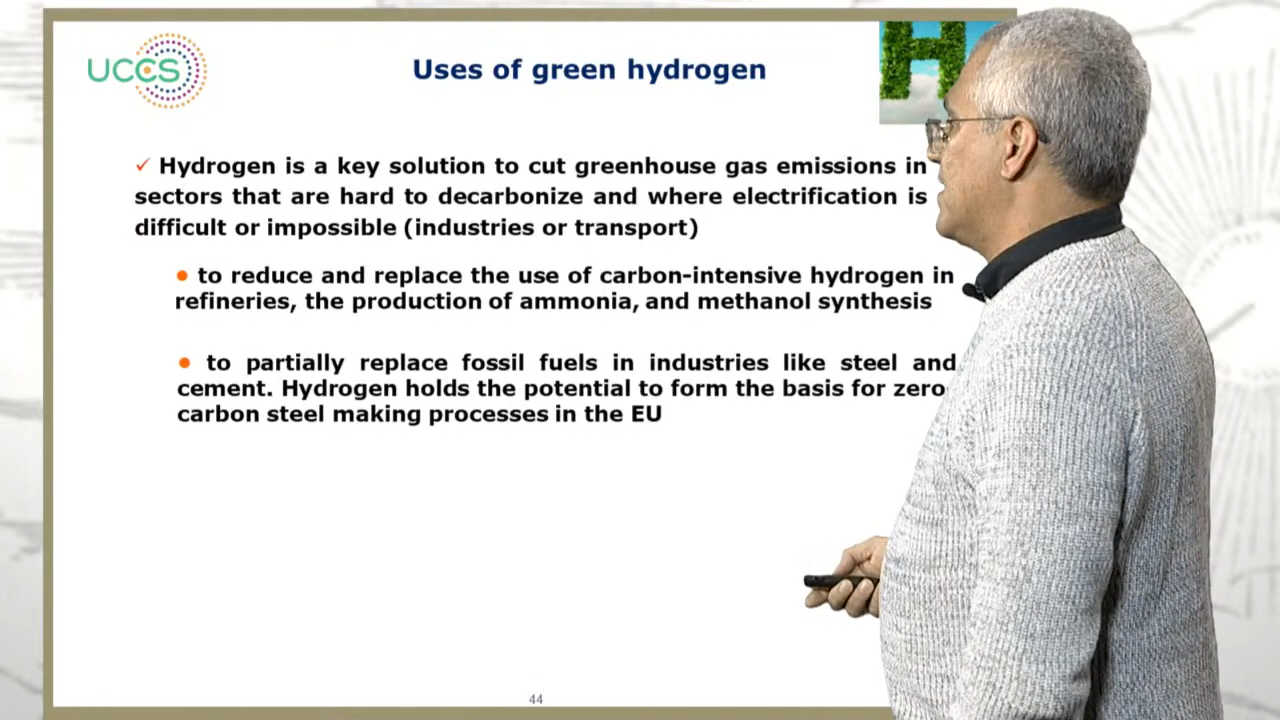 UCCS
Uses of green hydrogen
H
✓ Hydrogen is a key solution to cut greenhouse gas emissions in
sectors that are hard to decarbonize and where electrification is
difficult or impossible (industries or transport)
• to reduce and replace the use of carbon-intensive hydrogen in
refineries, the production of ammonia, and methanol synthesis
• to partially replace fossil fuels in industries like steel and
cement. Hydrogen holds the potential to form the basis for zero-
carbon steel making processes in the EU
44